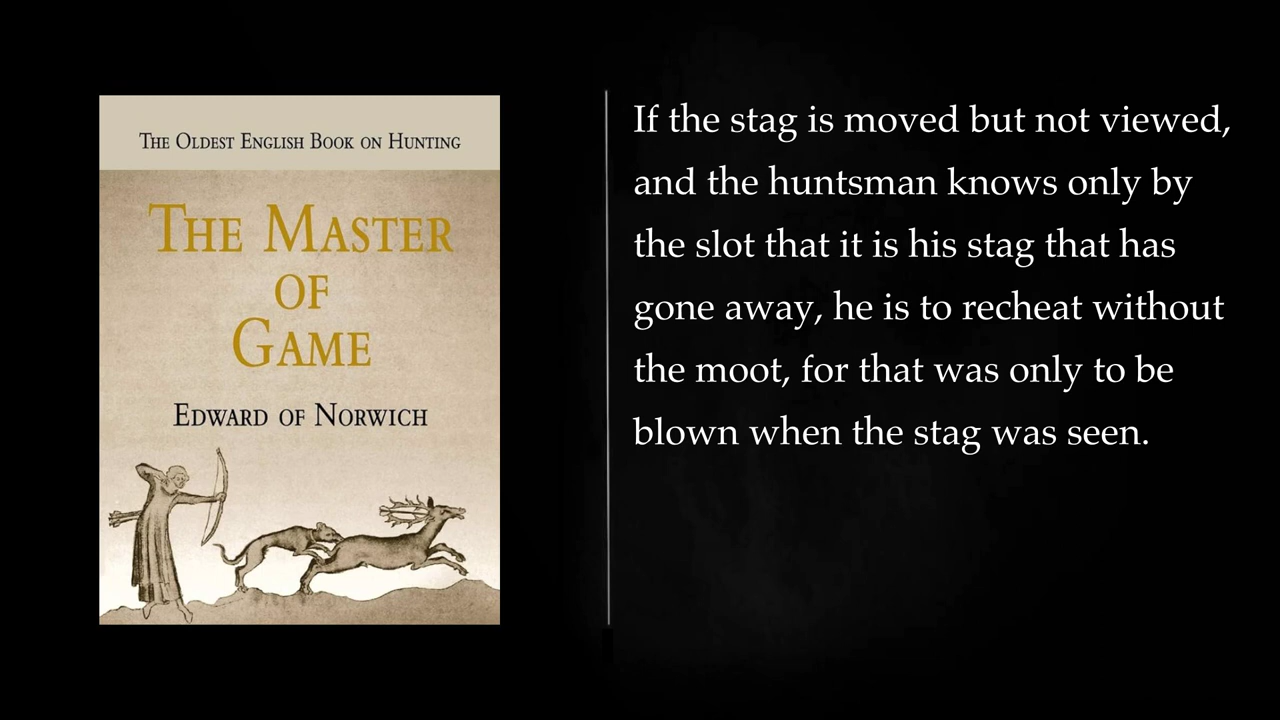 The Oldest English Book on Hunting
The Master
of
Game
Edward of Norwich
If the stag is moved but not viewed,
and the huntsman knows only by
the slot that it is his stag that has
gone away, he is to recheat without
the moot, for that was only to be
blown when the stag was seen.